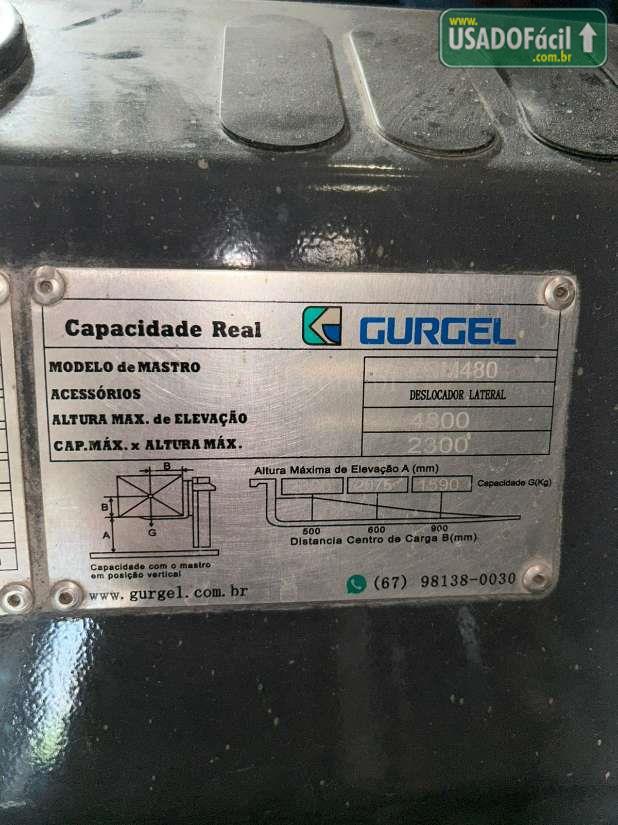 www.
USADOFácil
.com.br
Capacidade Real GURGEL
MODELO de MASTRO M480
ACESSÓRIOS DESLOCADOR LATERAL
ALTURA MAX. de ELEVAÇÃO 4800
CAP.MÁX. x ALTURA MÁX. 2300
Altura Máxima de Elevação A (mm)
2075 1590 Capacidade G(Kg)
B
B
A
G
500 600 900
Distancia Centro de Carga B(mm)
Capacidade com o mastro
em posição vertical
www.gurgel.com.br
(67) 98138-0030